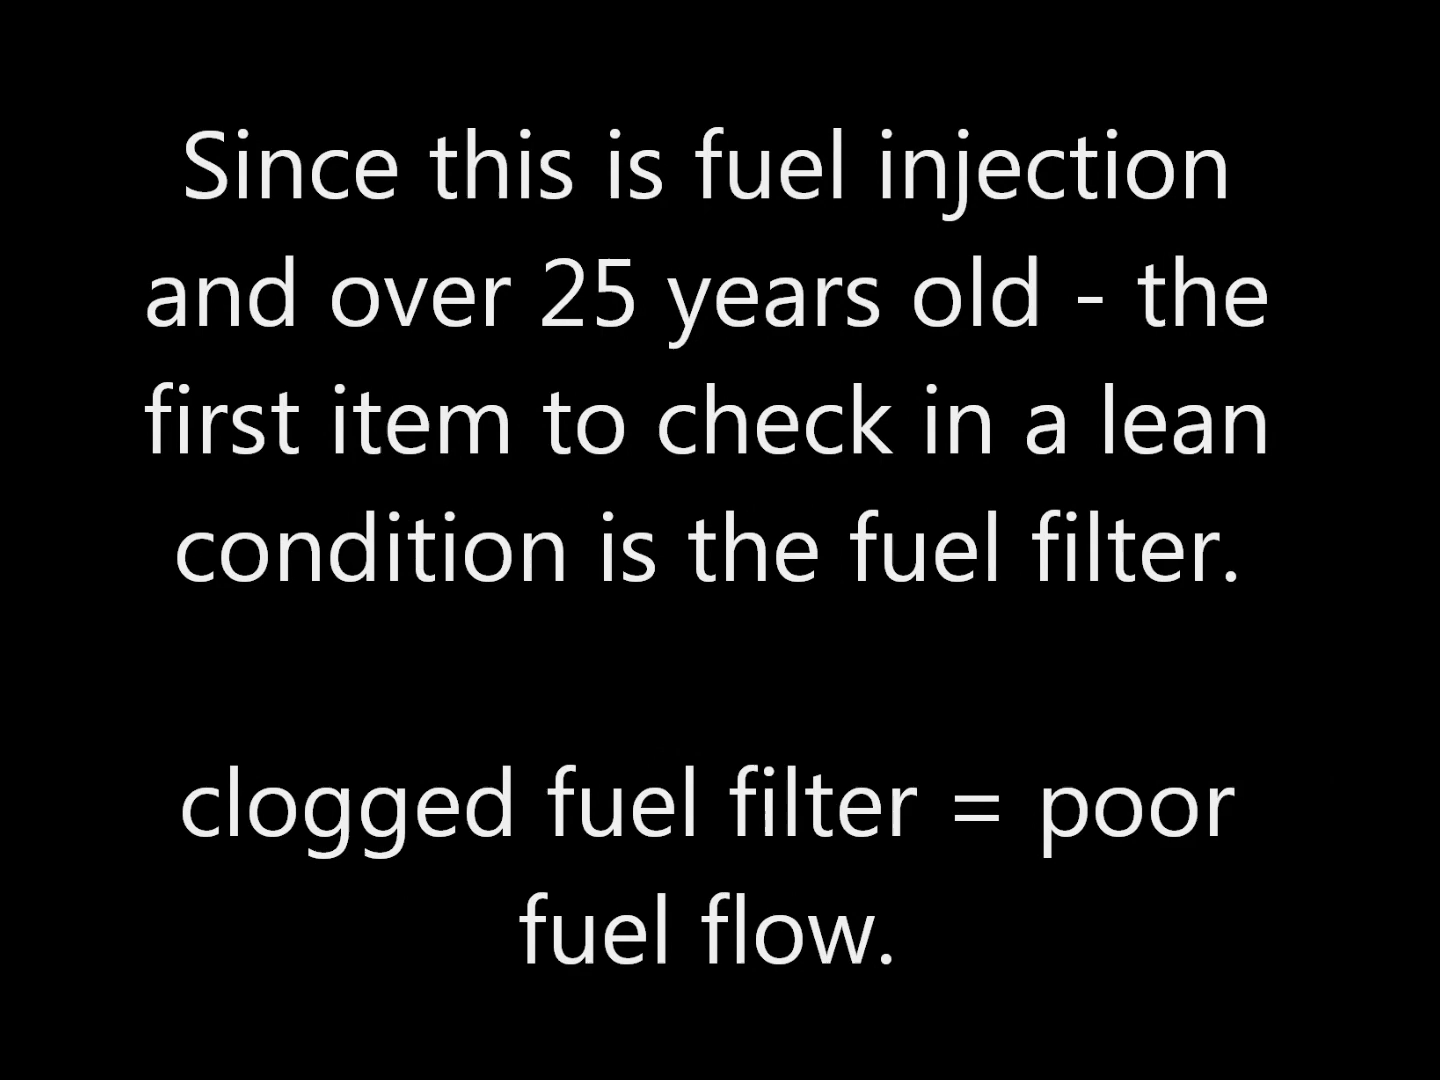 Since this is fuel injection
and over 25 years old - the
first item to check in a lean
condition is the fuel filter.
clogged fuel filter = poor
fuel flow.